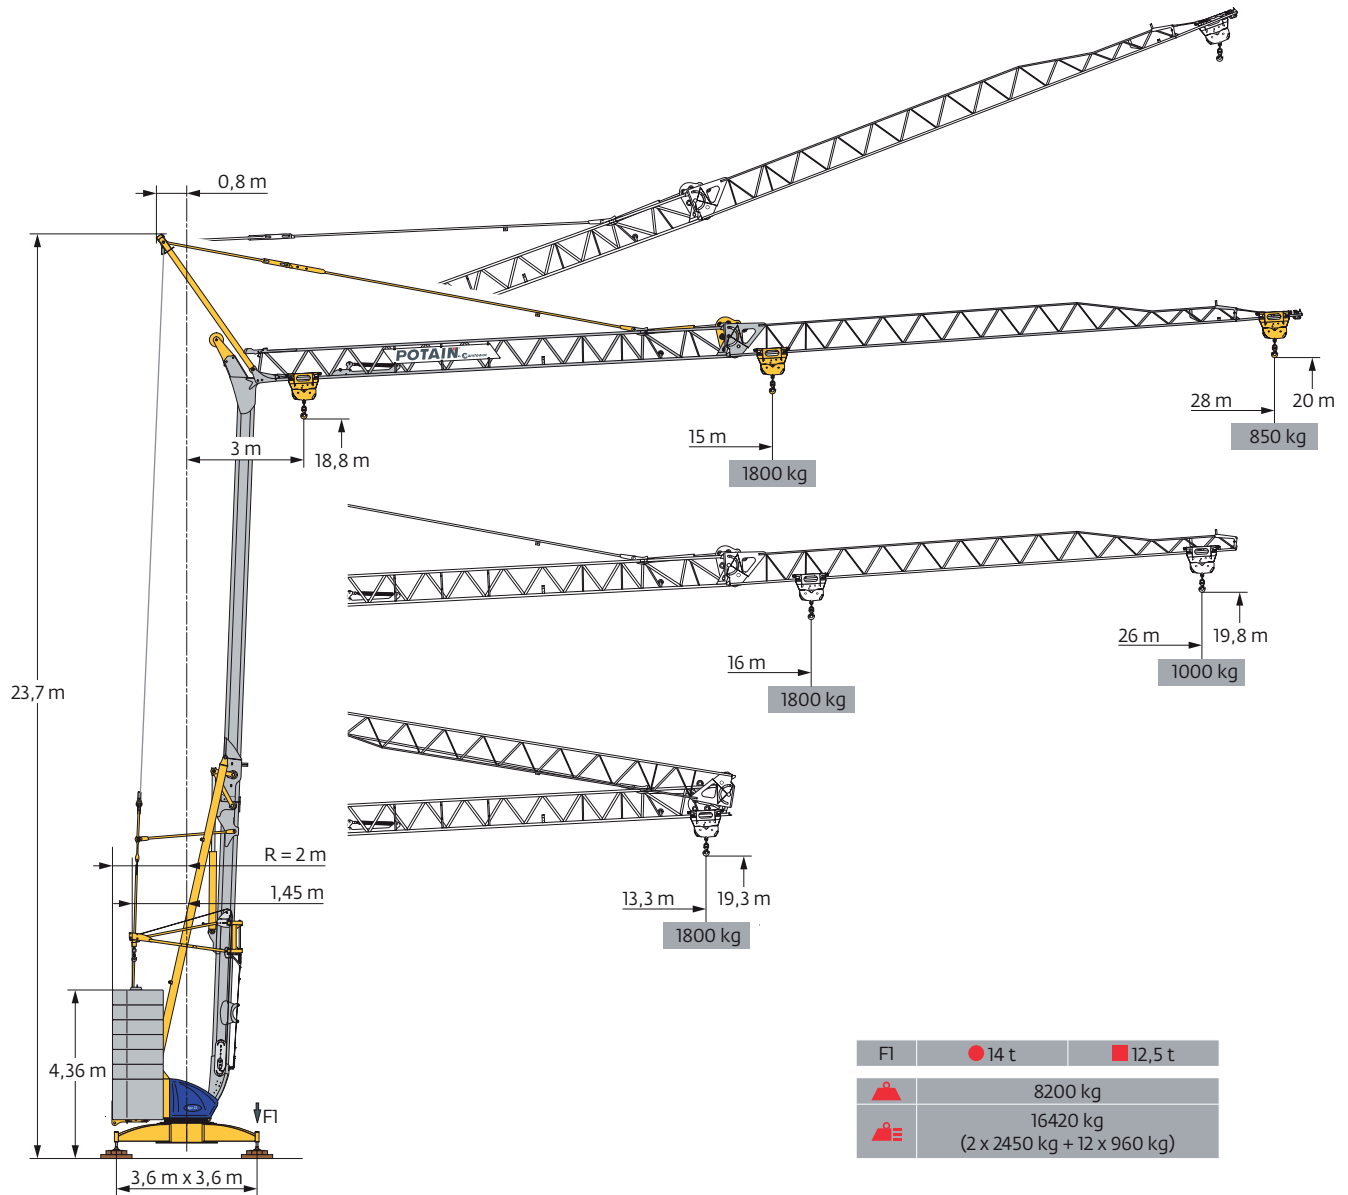 0,8 m
POTAIN
3 m
18,8 m
15 m
1800 kg
28 m
20 m
850 kg
23,7 m
16 m
1800 kg
26 m
19,8 m
1000 kg
R = 2 m
1,45 m
13,3 m
19,3 m
1800 kg
4,36 m
F1
3,6 m x 3,6 m
F1 14 t 12,5 t
8200 kg
16420 kg
(2 x 2450 kg + 12 x 960 kg)